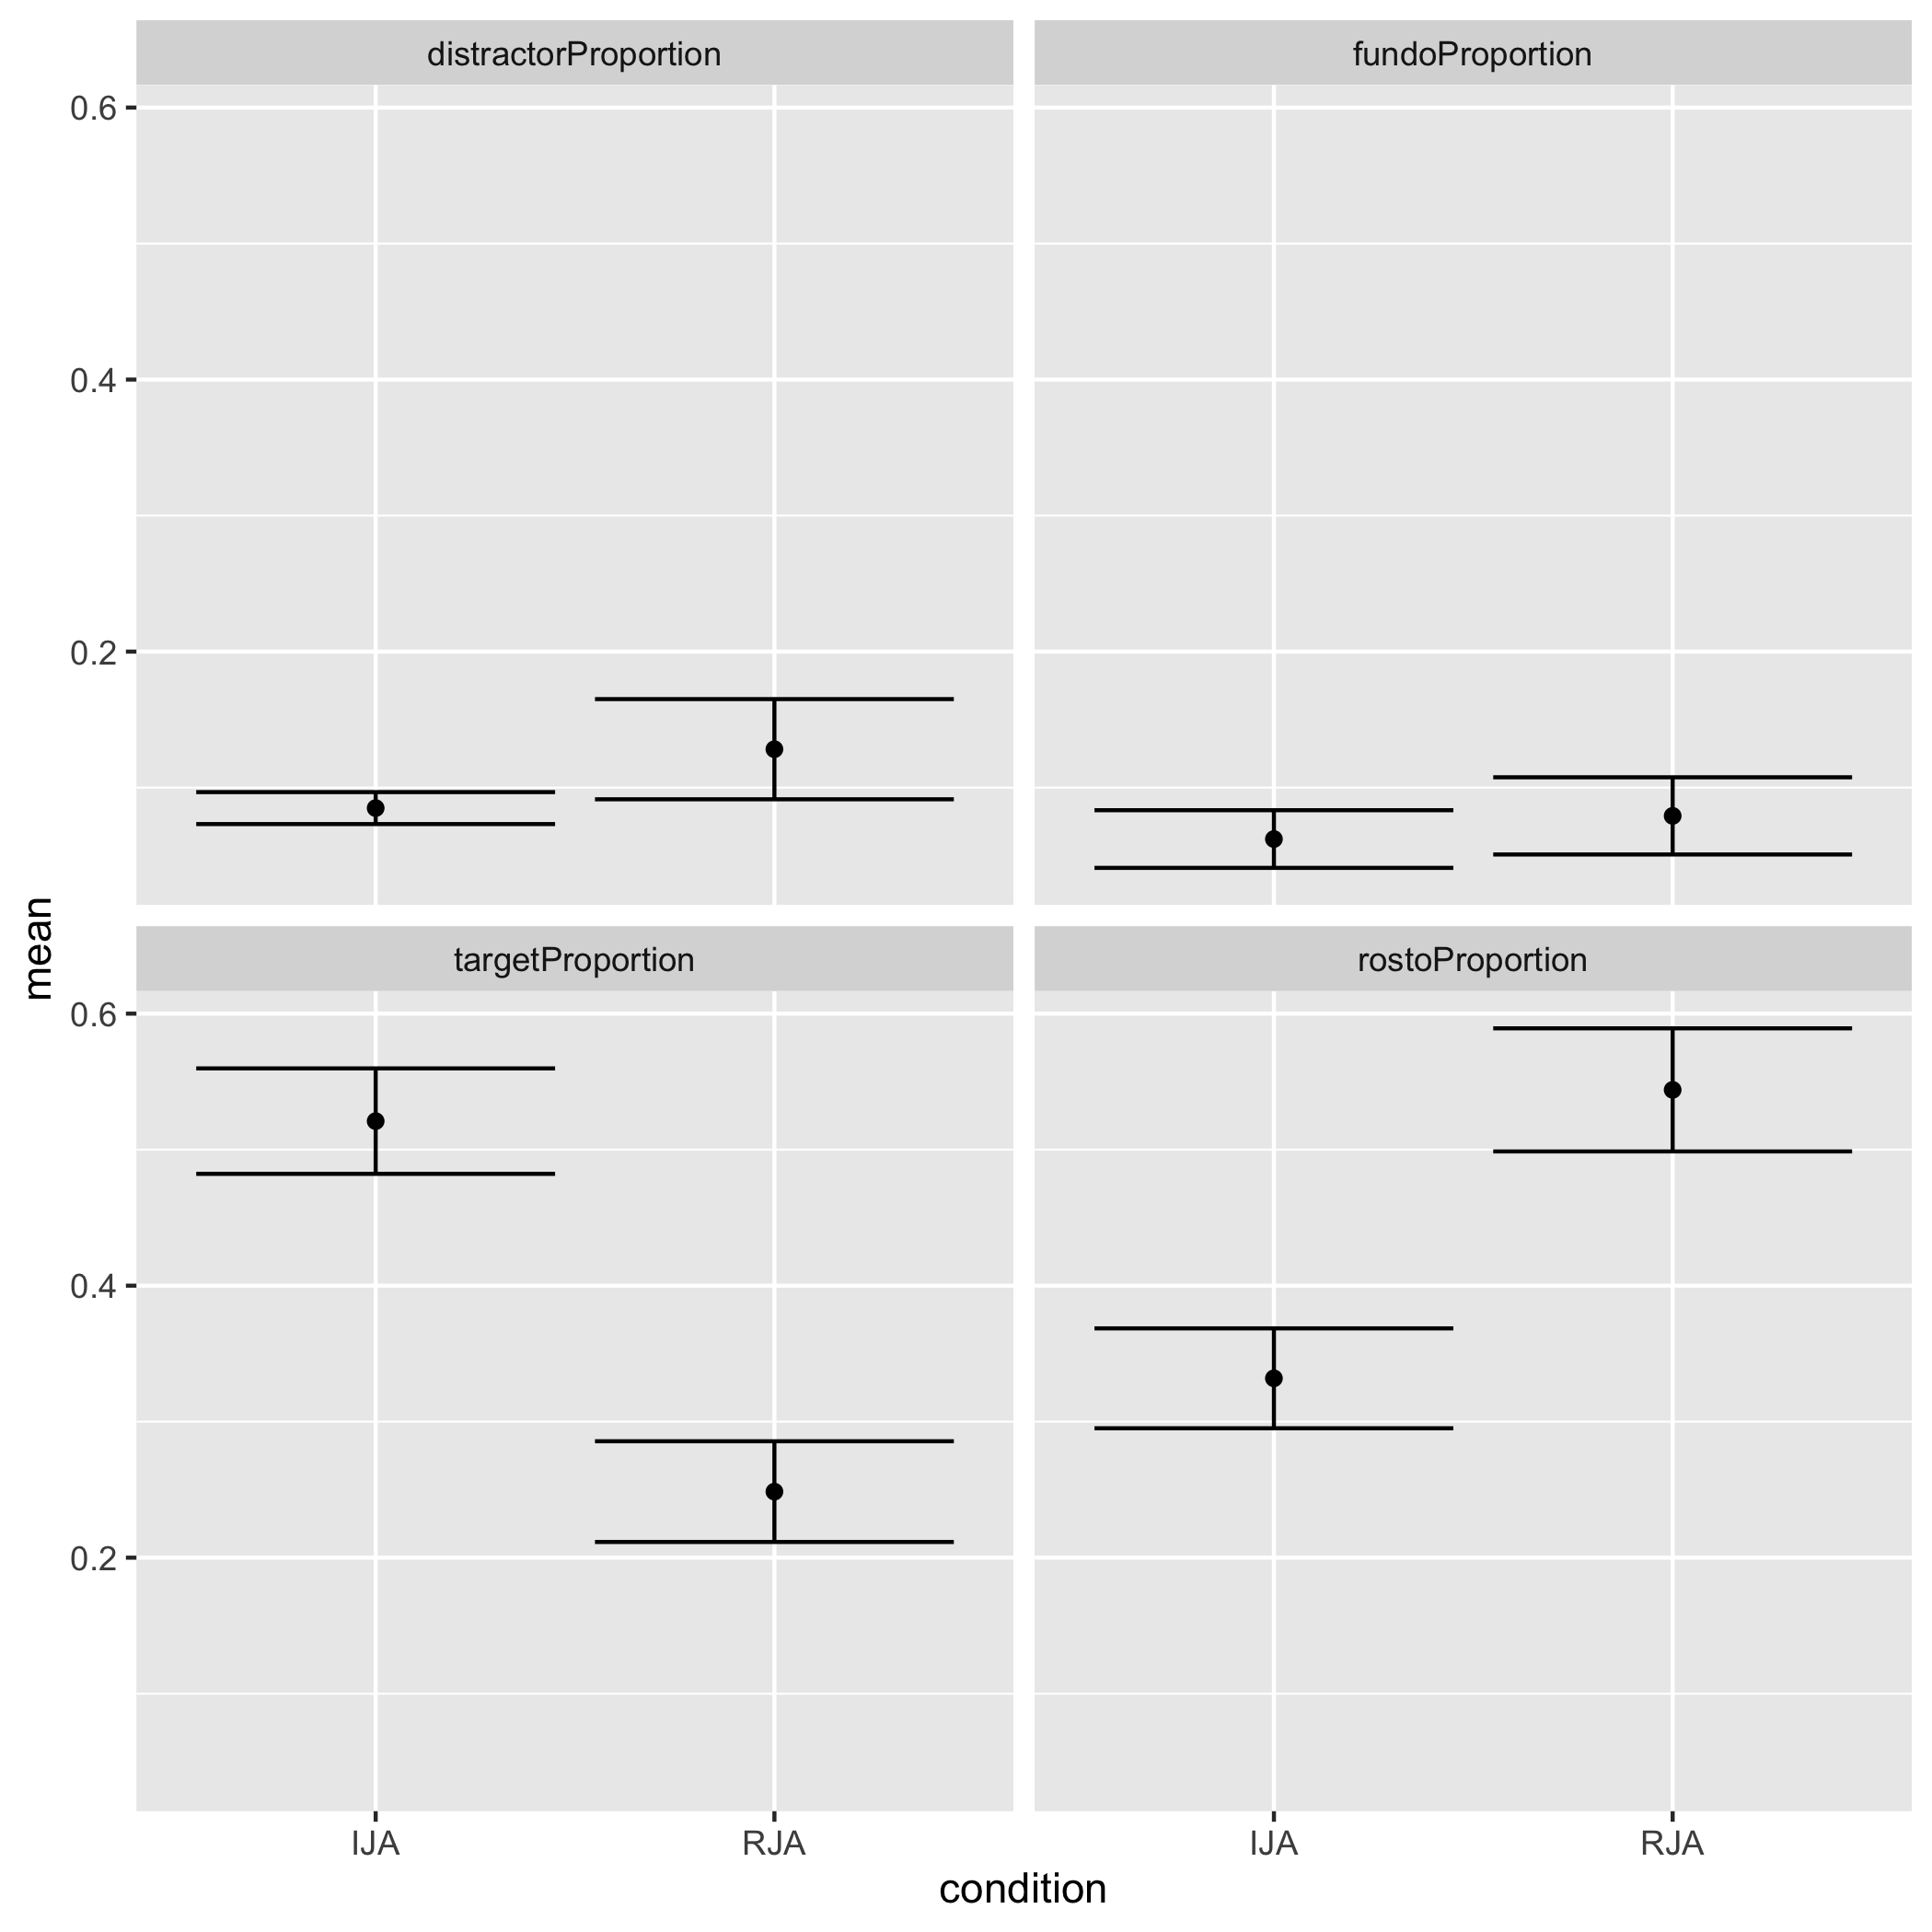 distractorProportion
fundoProportion
0.6
0.4
0.2
targetProportion
rostoProportion
0.6
0.4
0.2
mean
IJA
RJA
IJA
RJA
condition